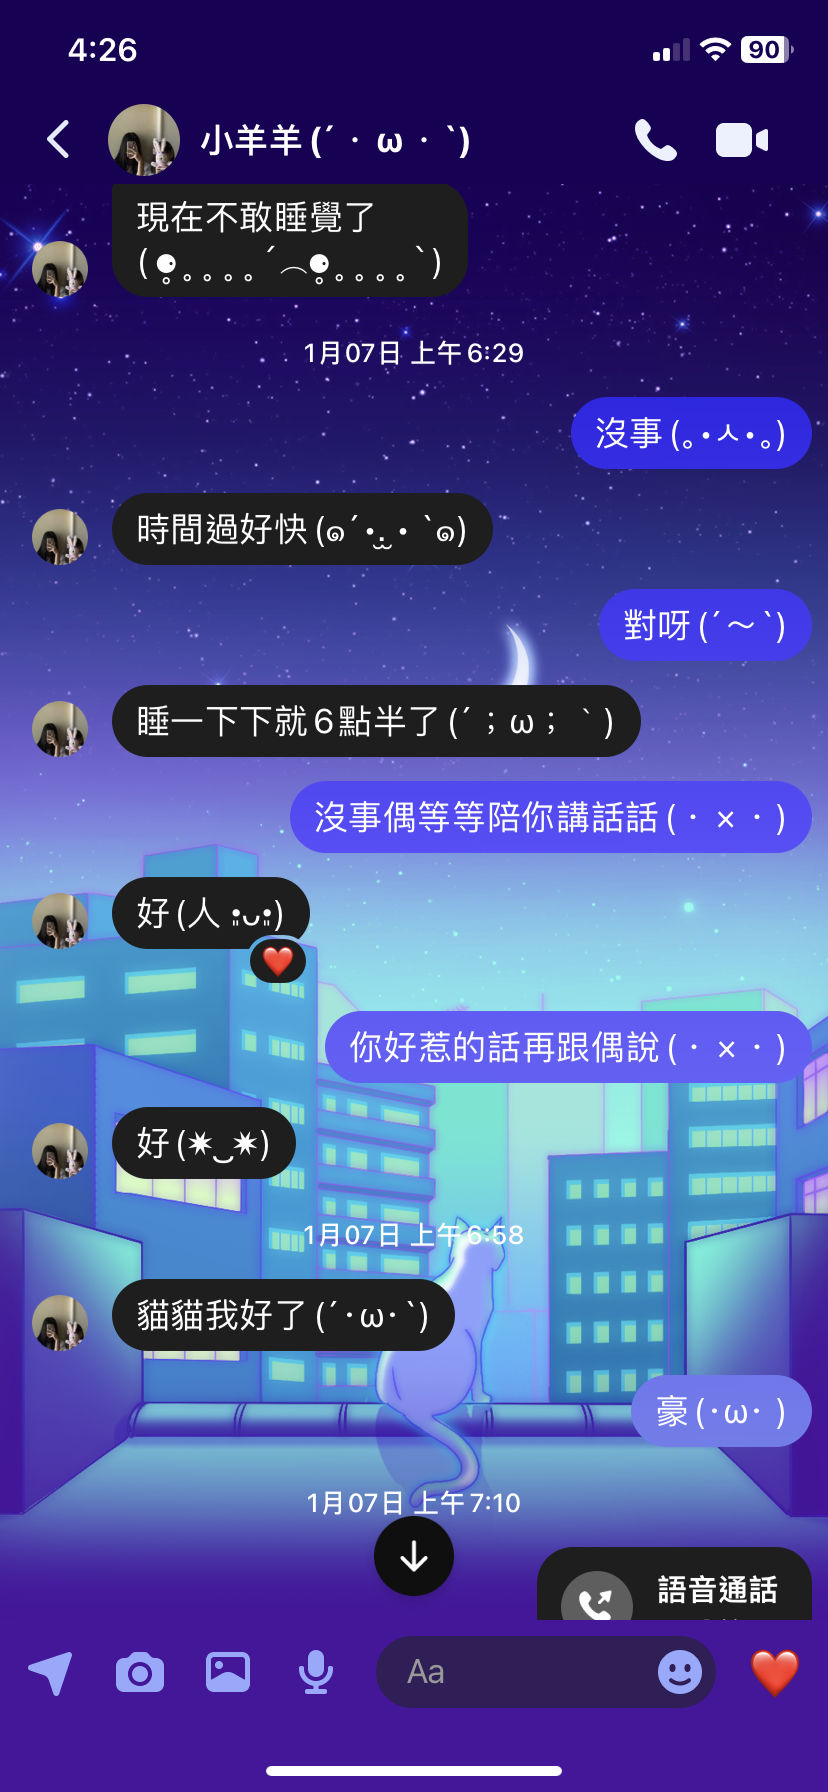 4:26
90
小羊羊 (´・ω・`)
現在不敢睡覺了
( ⚈̥̥̥̥̥́⌢⚈̥̥̥̥̥̀)
1月07日 上午6:29
沒事 (｡•ㅅ•｡)
時間過好快 (๑´•.̫ • `๑)
對呀 (´～`)
睡一下下就6點半了 (´；ω；｀)
沒事偶等等陪你講話話 (・×・)
好 (人 •͈ᴗ•͈)
❤️
你好惹的話再跟偶說 (・×・)
好 (✷‿✷)
1月07日 上午6:58
貓貓我好了 (´･ω･`)
豪 (･ω･)
1月07日 上午7:10
語音通話
Aa